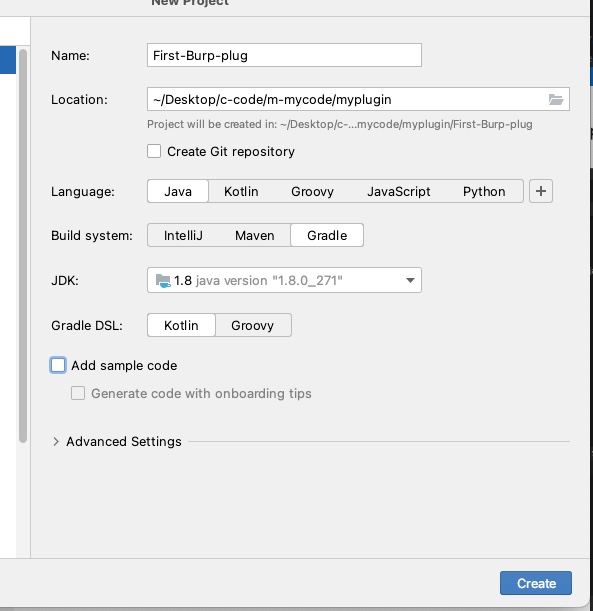 New Project
Name: First-Burp-plug
Location: ~/Desktop/c-code/m-mycode/myplugin
Project will be created in: ~/Desktop/c-...mycode/myplugin/First-Burp-plug
Create Git repository
Language: Java Kotlin Groovy JavaScript Python +
Build system: IntelliJ Maven Gradle
JDK: 1.8 java version "1.8.0_271"
Gradle DSL: Kotlin Groovy
Add sample code
Generate code with onboarding tips
Advanced Settings
Create